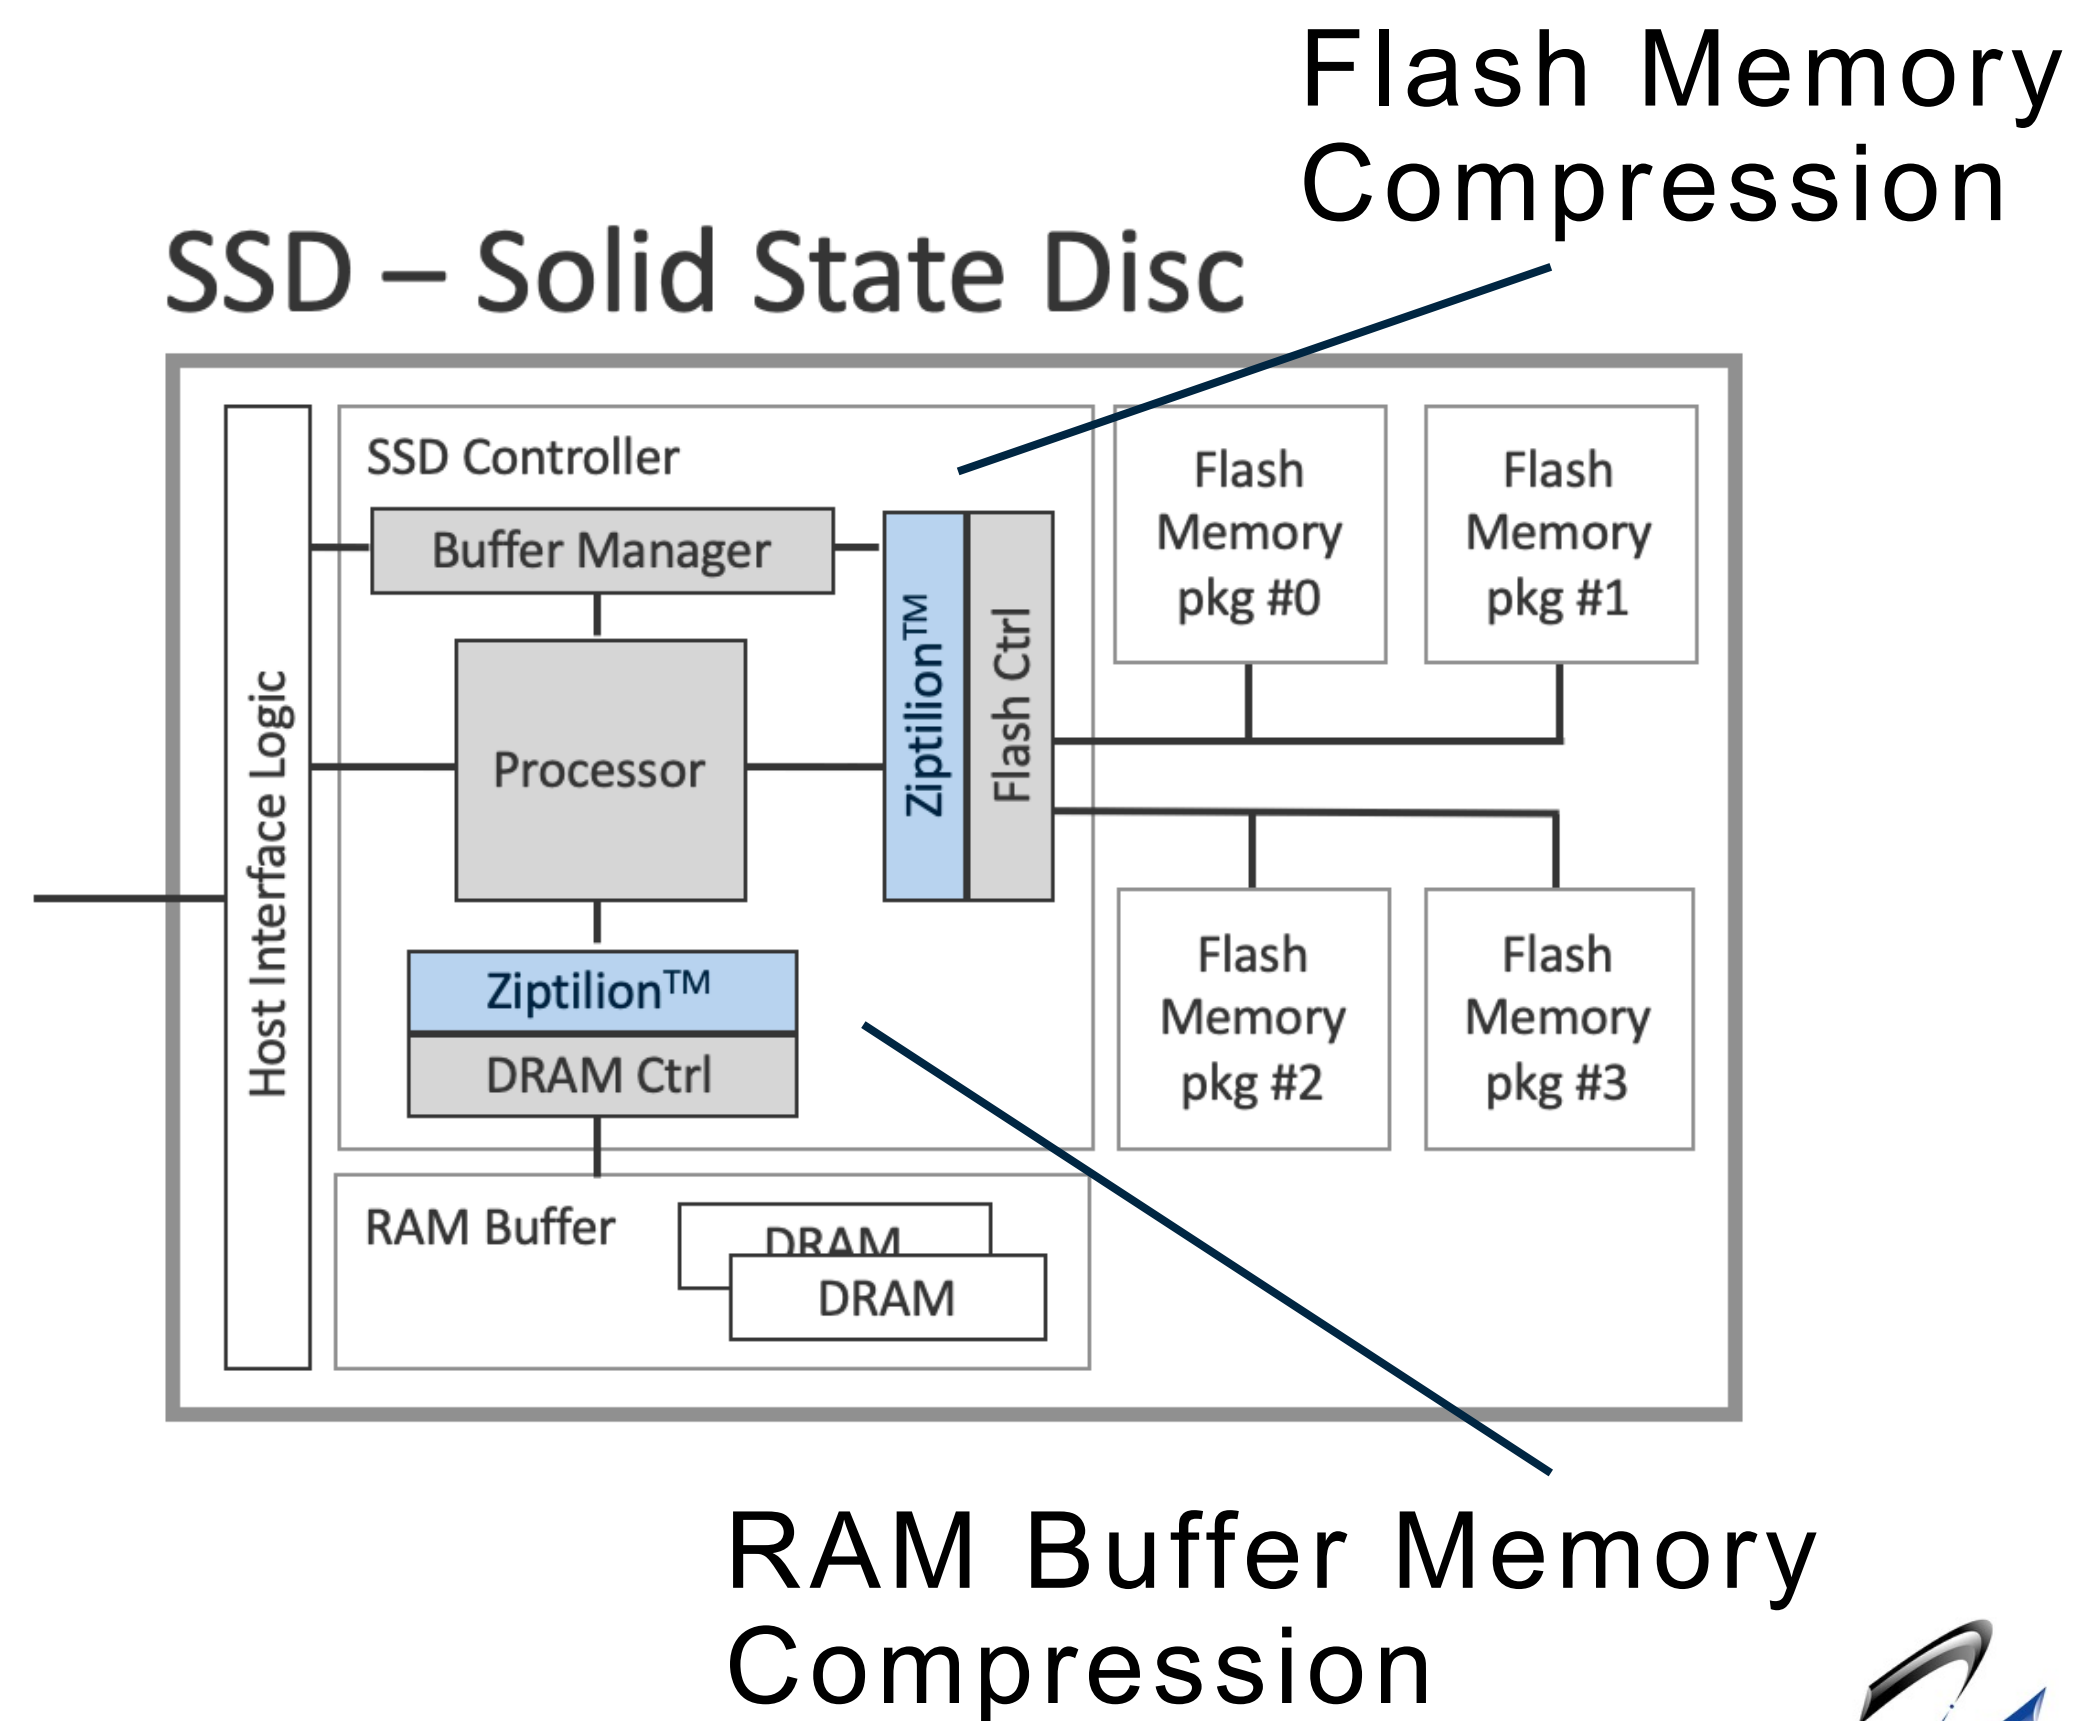 Flash Memory
Compression
SSD – Solid State Disc
SSD Controller
Buffer Manager
Processor
Ziptilion™
Flash Ctrl
Host Interface Logic
Ziptilion™
DRAM Ctrl
RAM Buffer
DRAM
DRAM
Flash
Memory
pkg #0
Flash
Memory
pkg #1
Flash
Memory
pkg #2
Flash
Memory
pkg #3
RAM Buffer Memory
Compression